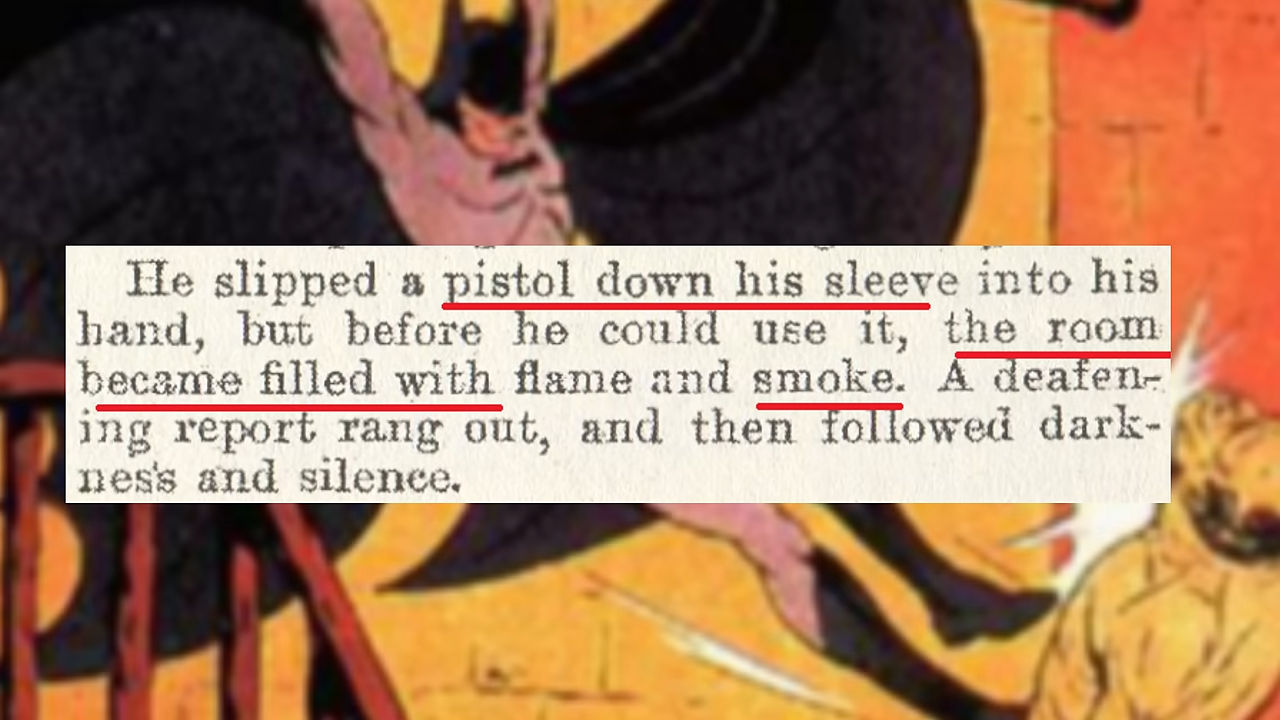 He slipped a pistol down his sleeve into his
hand, but before he could use it, the room
became filled with flame and smoke. A deafen-
ing report rang out, and then followed dark-
ness and silence.